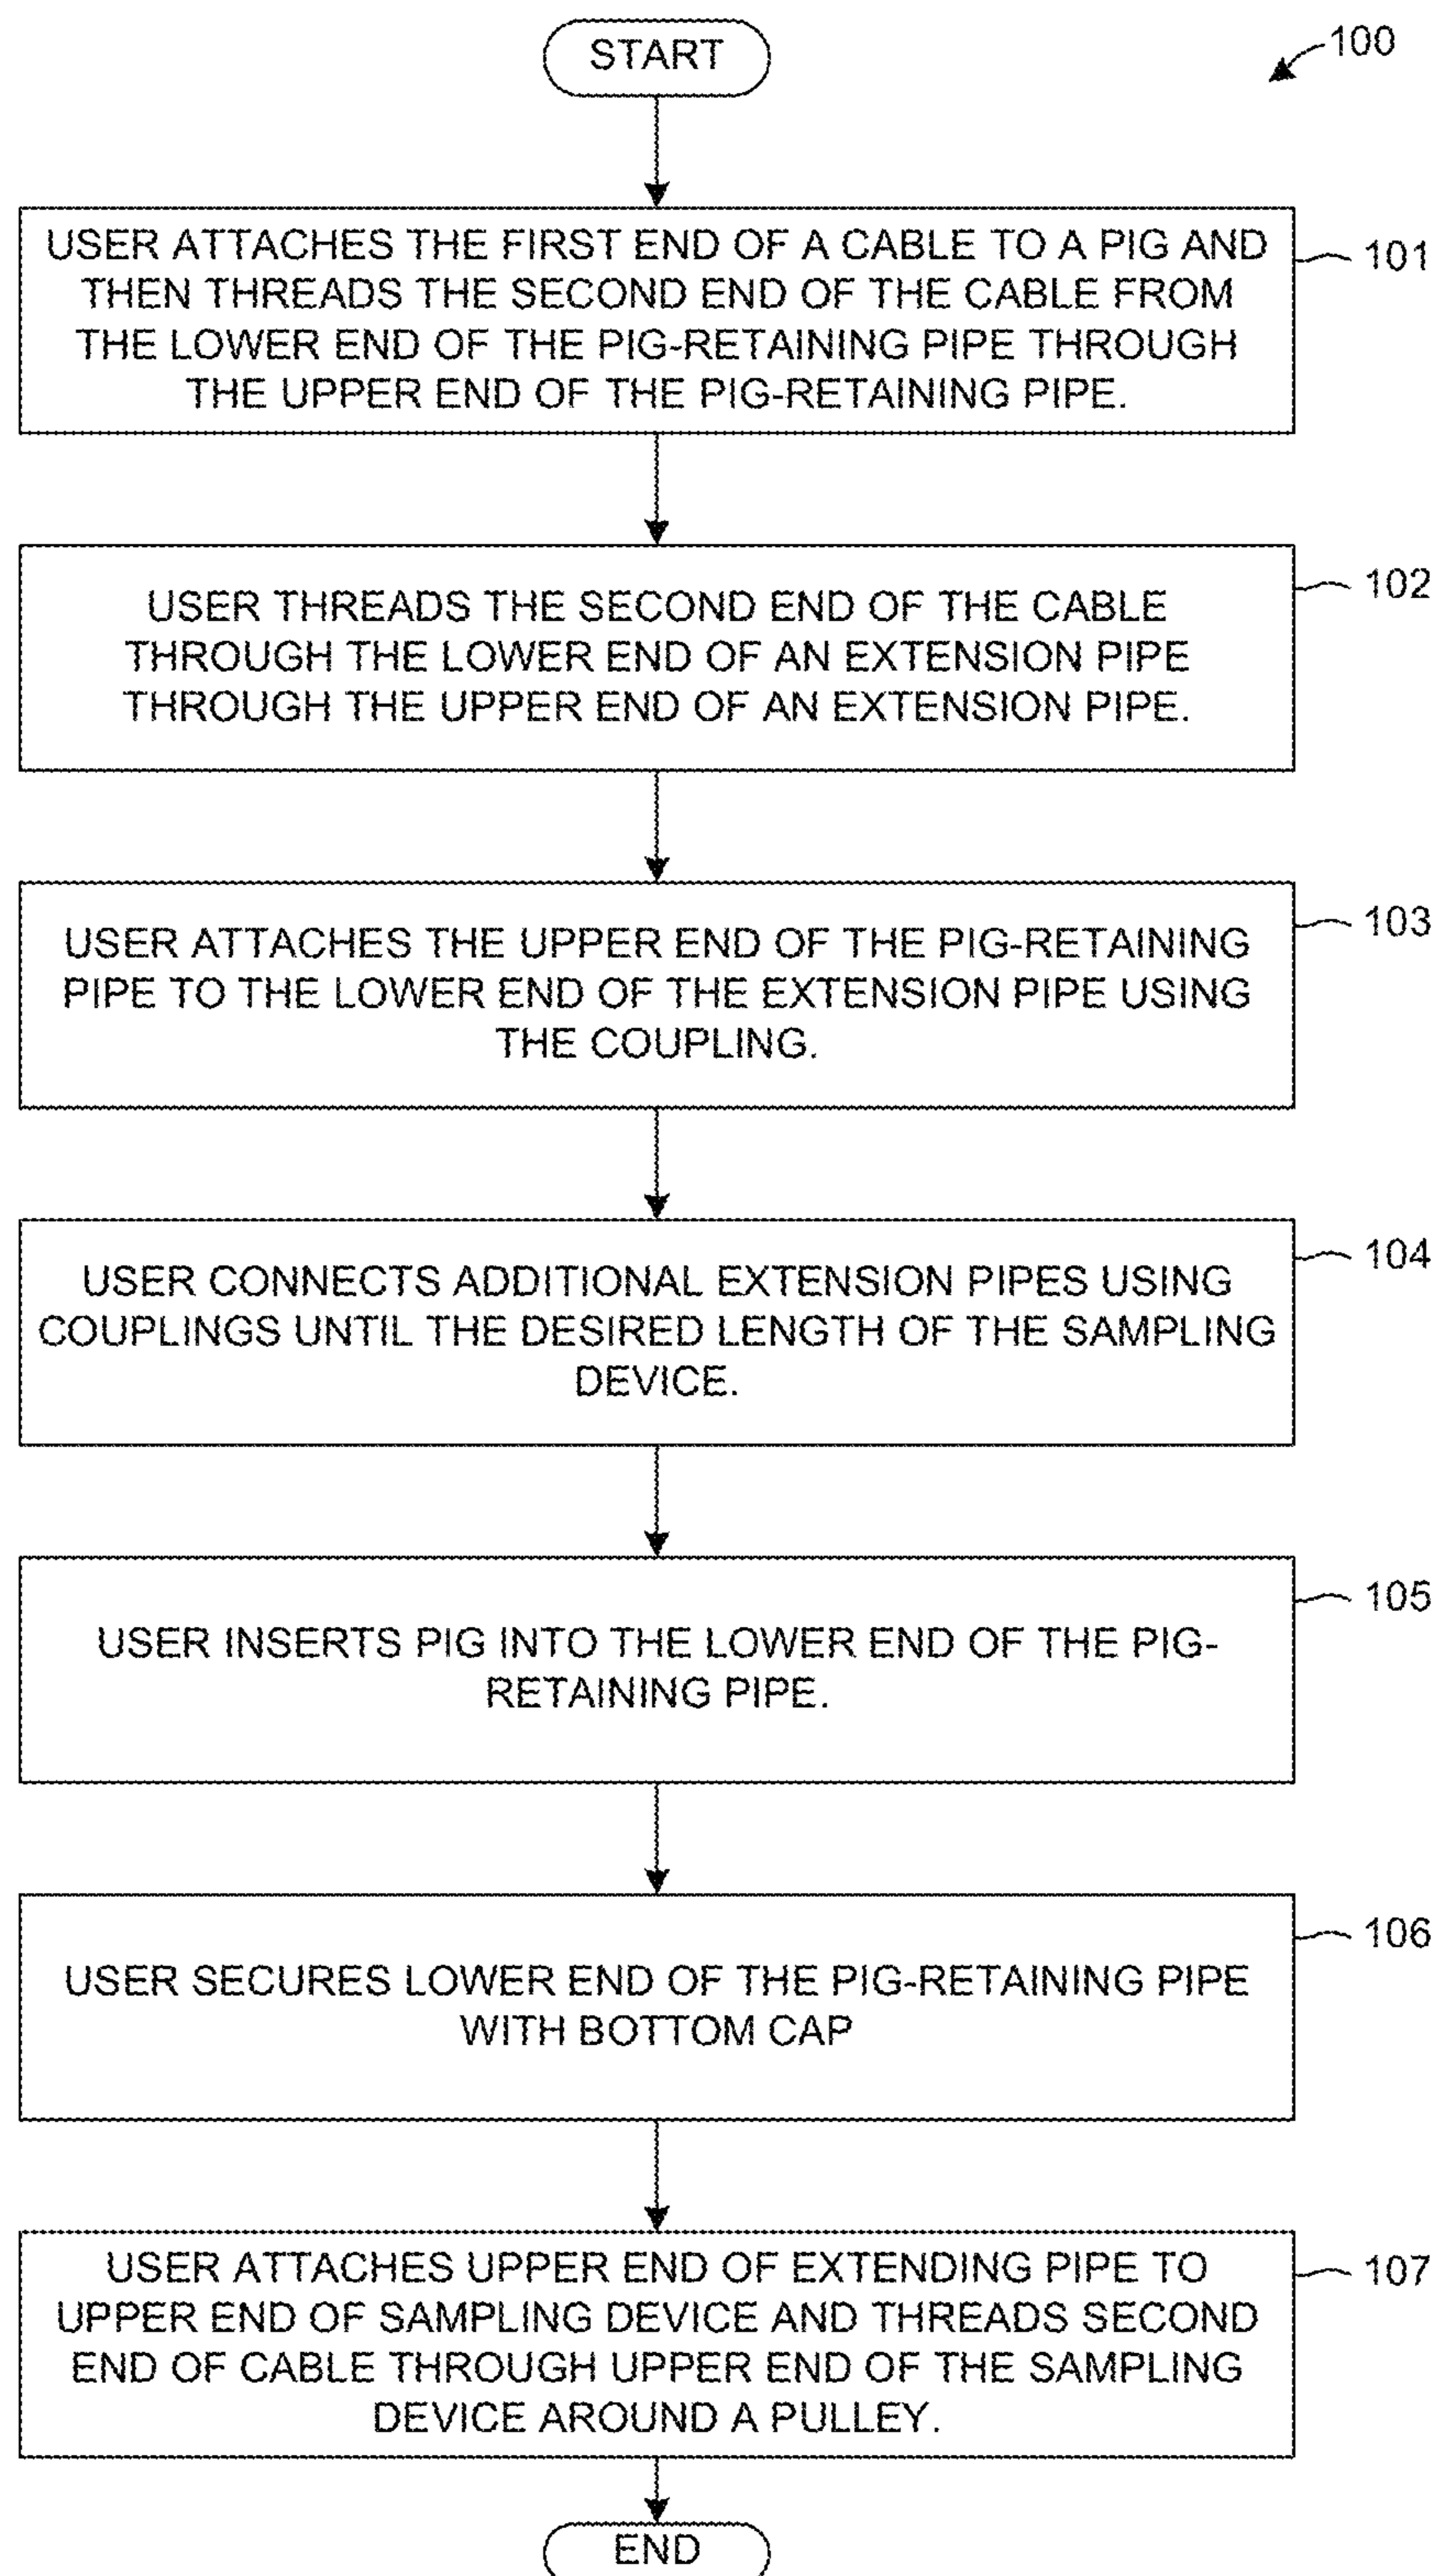 START
100
USER ATTACHES THE FIRST END OF A CABLE TO A PIG AND
THEN THREADS THE SECOND END OF THE CABLE FROM
THE LOWER END OF THE PIG-RETAINING PIPE THROUGH
THE UPPER END OF THE PIG-RETAINING PIPE.
101
USER THREADS THE SECOND END OF THE CABLE
THROUGH THE LOWER END OF AN EXTENSION PIPE
THROUGH THE UPPER END OF AN EXTENSION PIPE.
102
USER ATTACHES THE UPPER END OF THE PIG-RETAINING
PIPE TO THE LOWER END OF THE EXTENSION PIPE USING
THE COUPLING.
103
USER CONNECTS ADDITIONAL EXTENSION PIPES USING
COUPLINGS UNTIL THE DESIRED LENGTH OF THE SAMPLING
DEVICE.
104
USER INSERTS PIG INTO THE LOWER END OF THE PIG-
RETAINING PIPE.
105
USER SECURES LOWER END OF THE PIG-RETAINING PIPE
WITH BOTTOM CAP
106
USER ATTACHES UPPER END OF EXTENDING PIPE TO
UPPER END OF SAMPLING DEVICE AND THREADS SECOND
END OF CABLE THROUGH UPPER END OF THE SAMPLING
DEVICE AROUND A PULLEY.
107
END